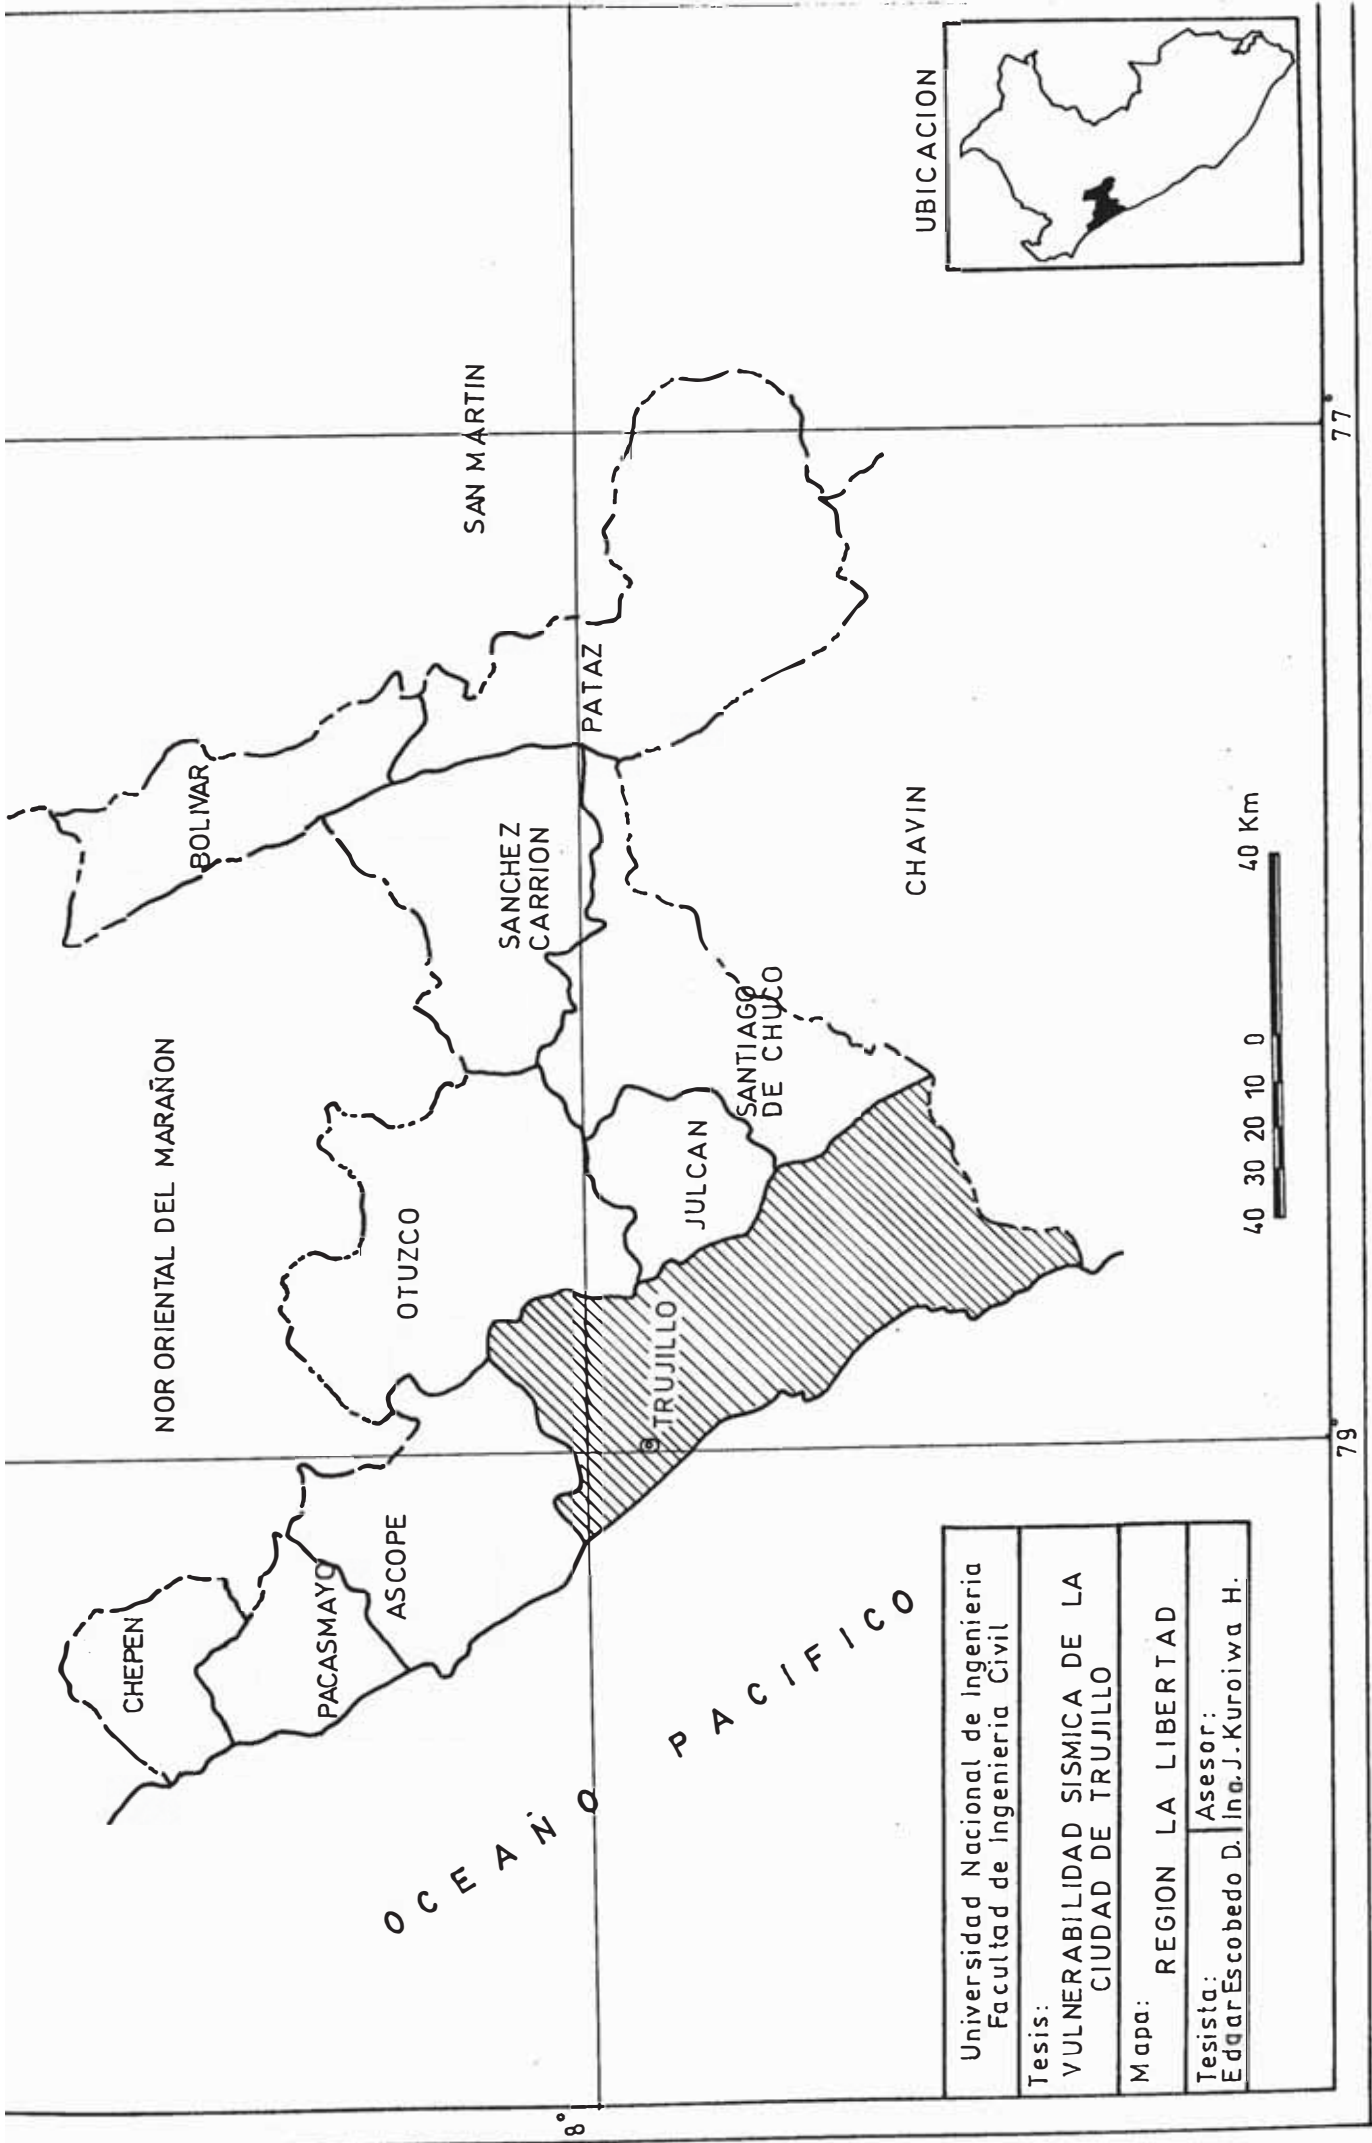 UBICACION
SAN MARTIN
NOR ORIENTAL DEL MARAÑON
BOLIVAR
PATAZ
SANCHEZ
CARRION
CHAVIN
SANTIAGO
DE CHUCO
JULCAN
OTUZCO
TRUJILLO
ASCOPE
CHEPEN
PACASMAYO
OCEAÑO PACIFICO
8°
79°
77°
40 30 20 10 0 40 Km
Universidad Nacional de Ingenieria
Facultad de Ingenieria Civil
Tesis:
VULNERABILIDAD SISMICA DE LA
CIUDAD DE TRUJILLO
Mapa:
REGION LA LIBERTAD
Tesista:
Edgar Escobedo D.
Asesor:
Ing. J. Kuroiwa H.